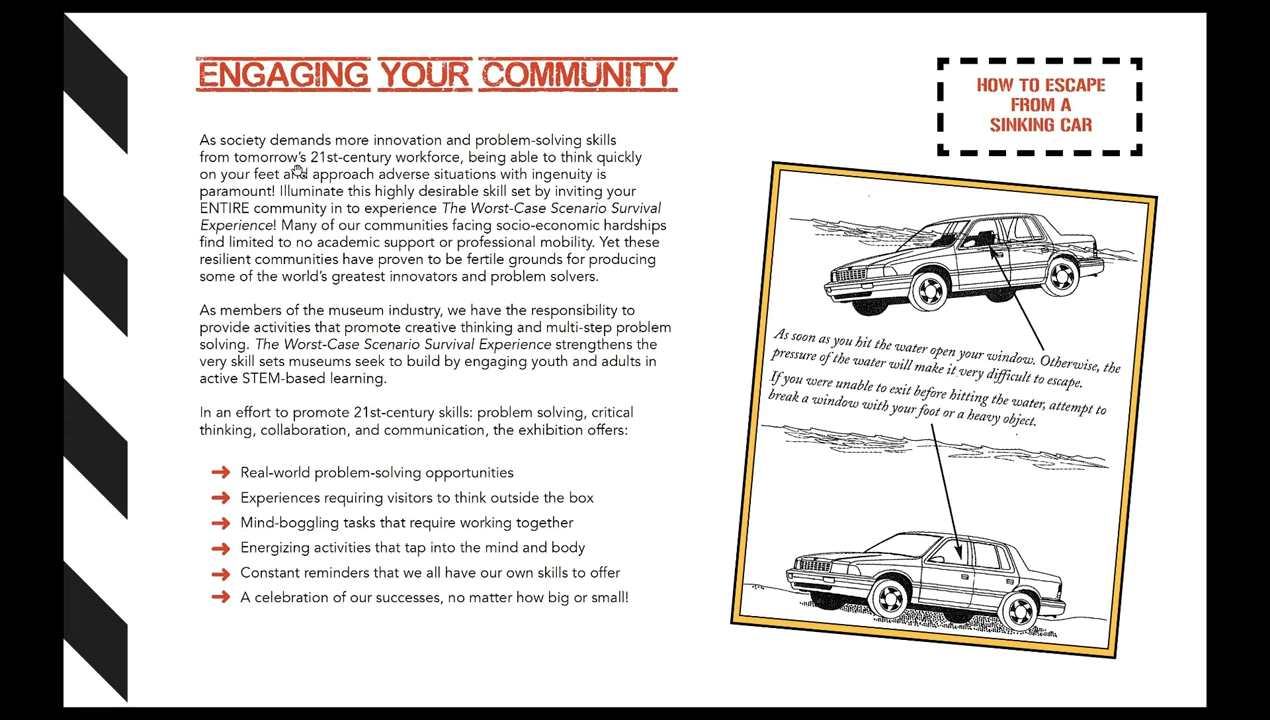 ENGAGING YOUR COMMUNITY
As society demands more innovation and problem-solving skills
from tomorrow's 21st-century workforce, being able to think quickly
on your feet and approach adverse situations with ingenuity is
paramount! Illuminate this highly desirable skill set by inviting your
ENTIRE community in to experience The Worst-Case Scenario Survival
Experience! Many of our communities facing socio-economic hardships
find limited to no academic support or professional mobility. Yet these
resilient communities have proven to be fertile grounds for producing
some of the world's greatest innovators and problem solvers.
As members of the museum industry, we have the responsibility to
provide activities that promote creative thinking and multi-step problem
solving. The Worst-Case Scenario Survival Experience strengthens the
very skill sets museums seek to build by engaging youth and adults in
active STEM-based learning.
In an effort to promote 21st-century skills: problem solving, critical
thinking, collaboration, and communication, the exhibition offers:
Real-world problem-solving opportunities
Experiences requiring visitors to think outside the box
Mind-boggling tasks that require working together
Energizing activities that tap into the mind and body
Constant reminders that we all have our own skills to offer
A celebration of our successes, no matter how big or small!
HOW TO ESCAPE
FROM A
SINKING CAR
As soon as you hit the water open your window. Otherwise, the
pressure of the water will make it very difficult to escape.
If you were unable to exit before hitting the water, attempt to
break a window with your foot or a heavy object.